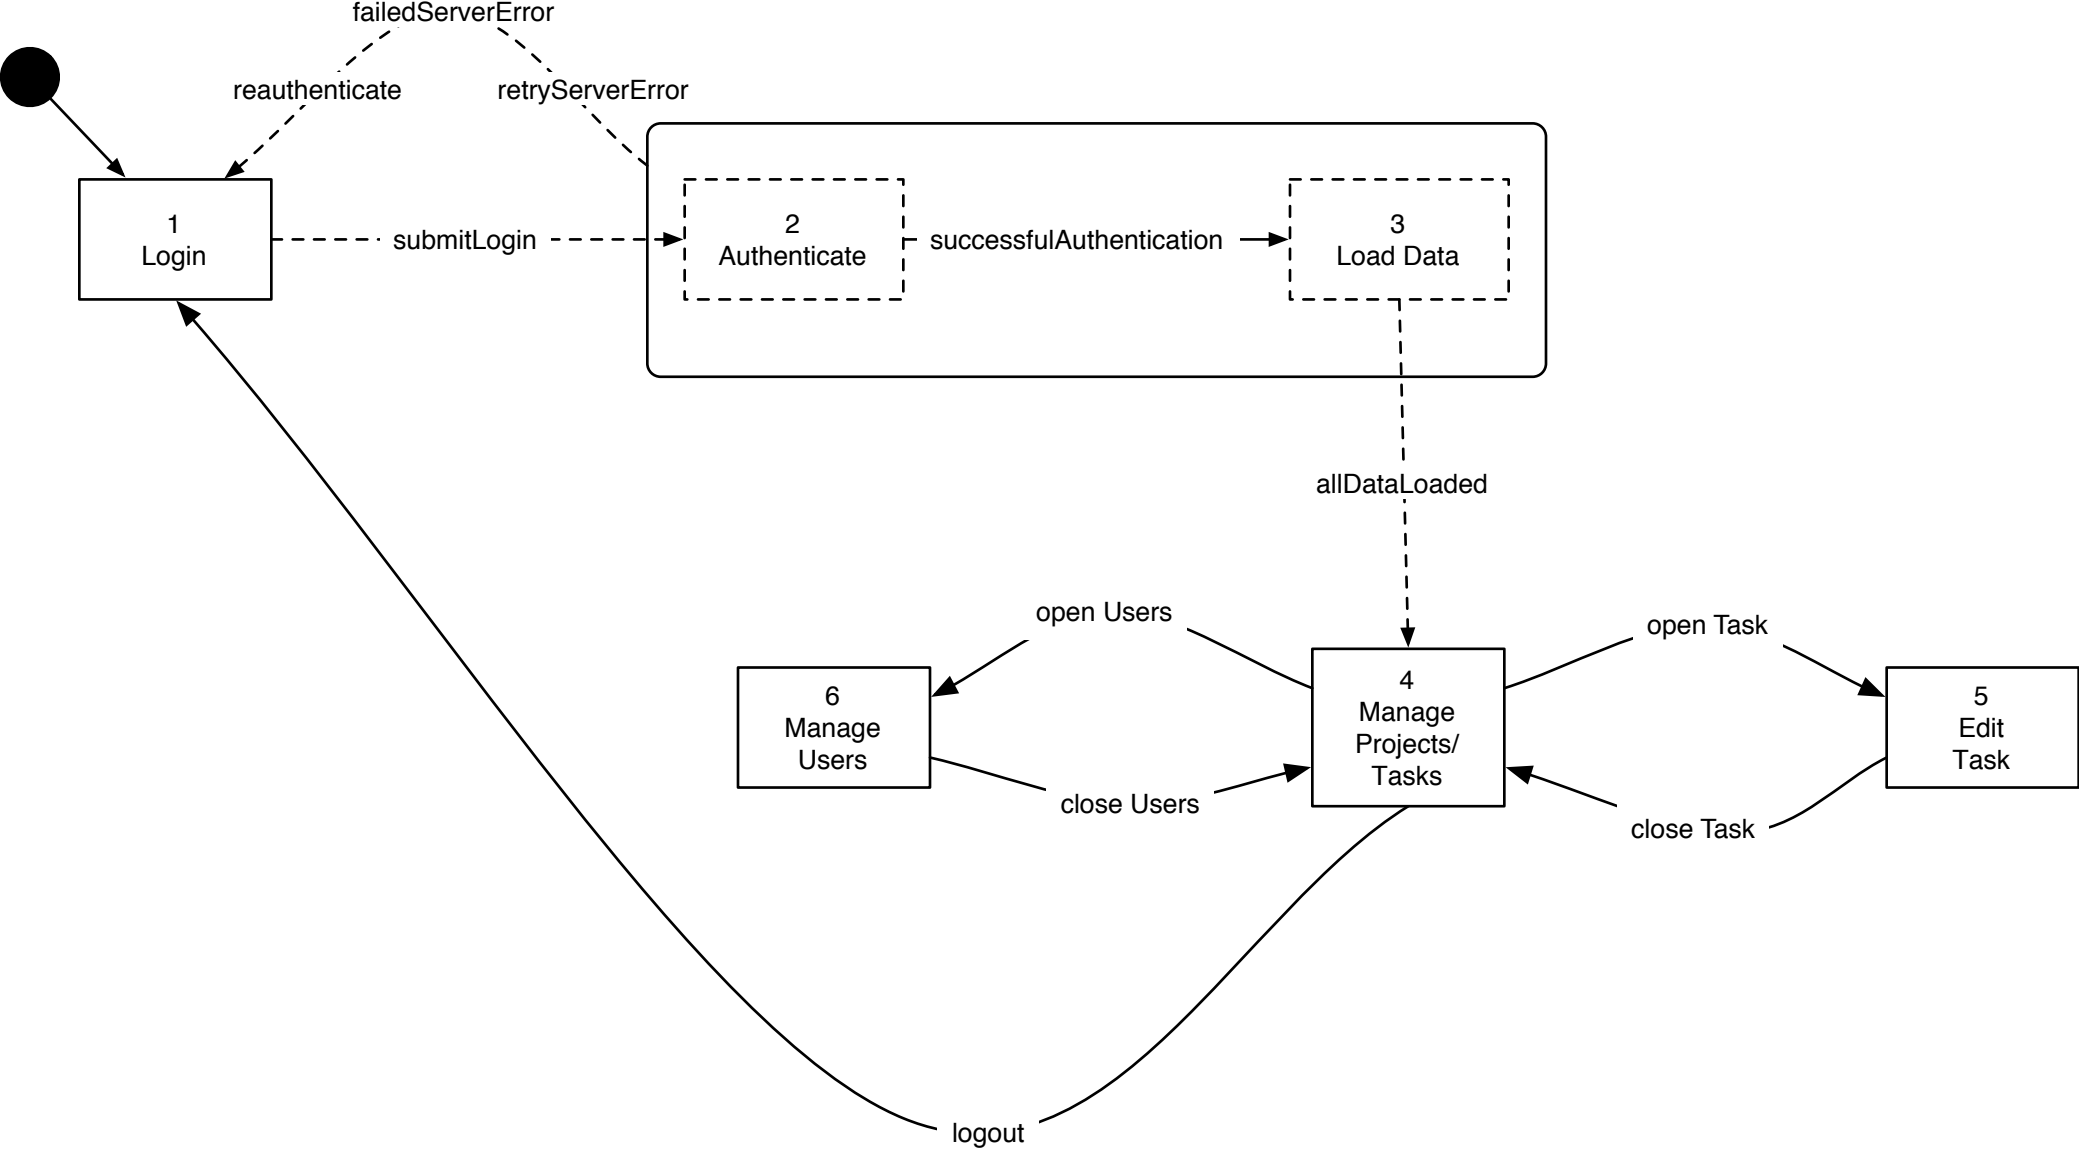 failedServerError
reauthenticate
retryServerError
1
Login
submitLogin
2
Authenticate
successfulAuthentication
3
Load Data
allDataLoaded
open Users
open Task
6
Manage
Users
4
Manage
Projects/
Tasks
5
Edit
Task
close Users
close Task
logout